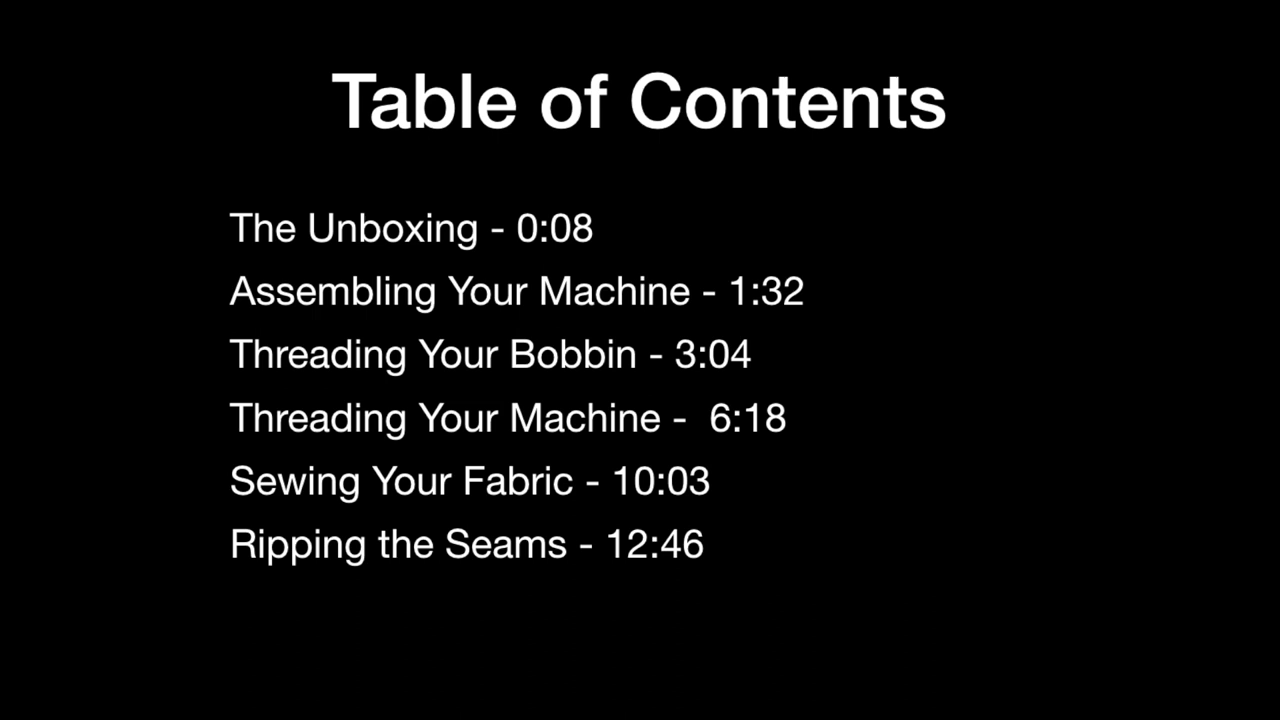 Table of Contents
The Unboxing - 0:08
Assembling Your Machine - 1:32
Threading Your Bobbin - 3:04
Threading Your Machine -  6:18
Sewing Your Fabric - 10:03
Ripping the Seams - 12:46